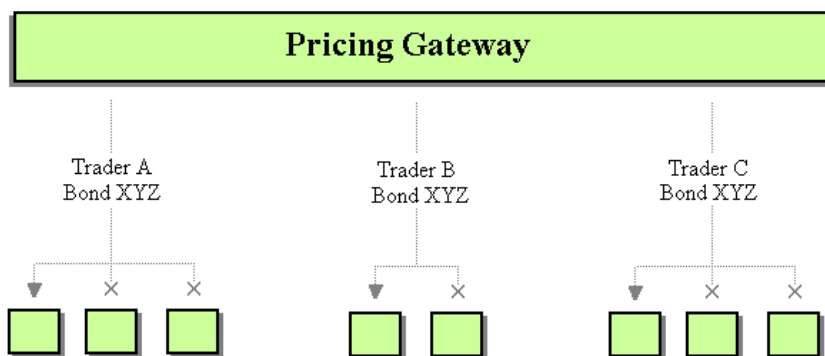 Pricing Gateway
Trader A
Bond XYZ
Trader B
Bond XYZ
Trader C
Bond XYZ